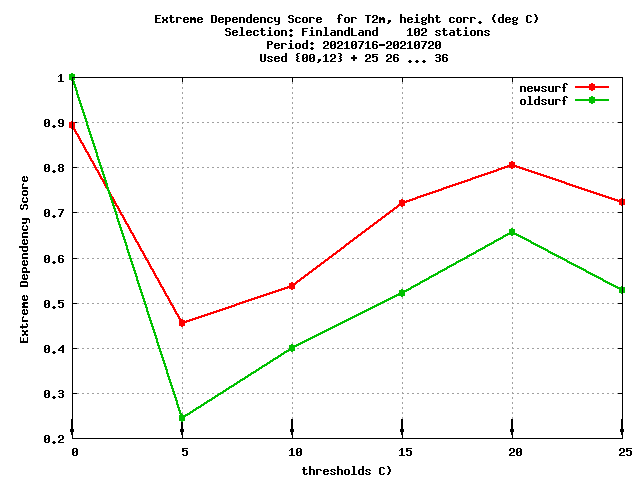 Extreme Dependency Score  for T2m, height corr. (deg C)
Selection: FinlandLand    102 stations
Period: 20210716-20210720
Used {00,12} + 25 26 ... 36
newsurf
oldsurf
Extreme Dependency Score
1
0.9
0.8
0.7
0.6
0.5
0.4
0.3
0.2
0 5 10 15 20 25
thresholds C)